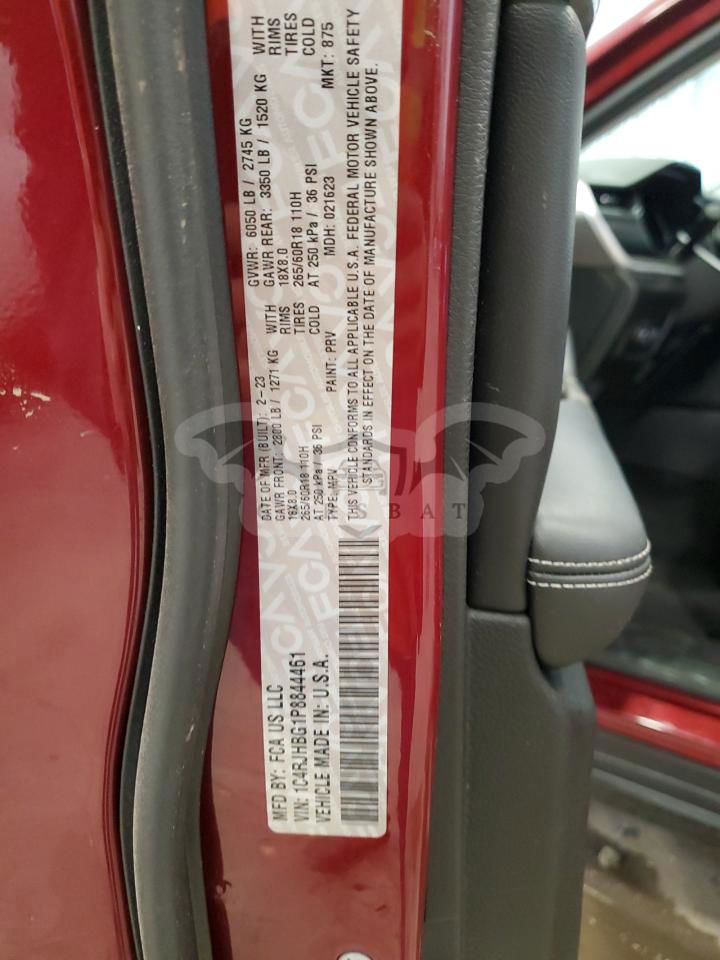 MFD BY: FCA US LLC
DATE OF MFR (BUILT): 2-23
GVWR: 6050 LB / 2745 KG
GAWR FRONT: 2800 LB / 1271 KG WITH
GAWR REAR: 3350 LB / 1520 KG WITH
18X8.0 RIMS
18X8.0 RIMS
265/60R18 110H TIRES
265/60R18 110H TIRES
AT 250 kPa / 36 PSI COLD
AT 250 kPa / 36 PSI COLD
VIN: 1C4RJHBG1P8844461
TYPE: MPV
PAINT: PRV
MDH: 021623
MKT: 875
VEHICLE MADE IN: U.S.A.
THIS VEHICLE CONFORMS TO ALL APPLICABLE U.S.A. FEDERAL MOTOR VEHICLE SAFETY
STANDARDS IN EFFECT ON THE DATE OF MANUFACTURE SHOWN ABOVE.